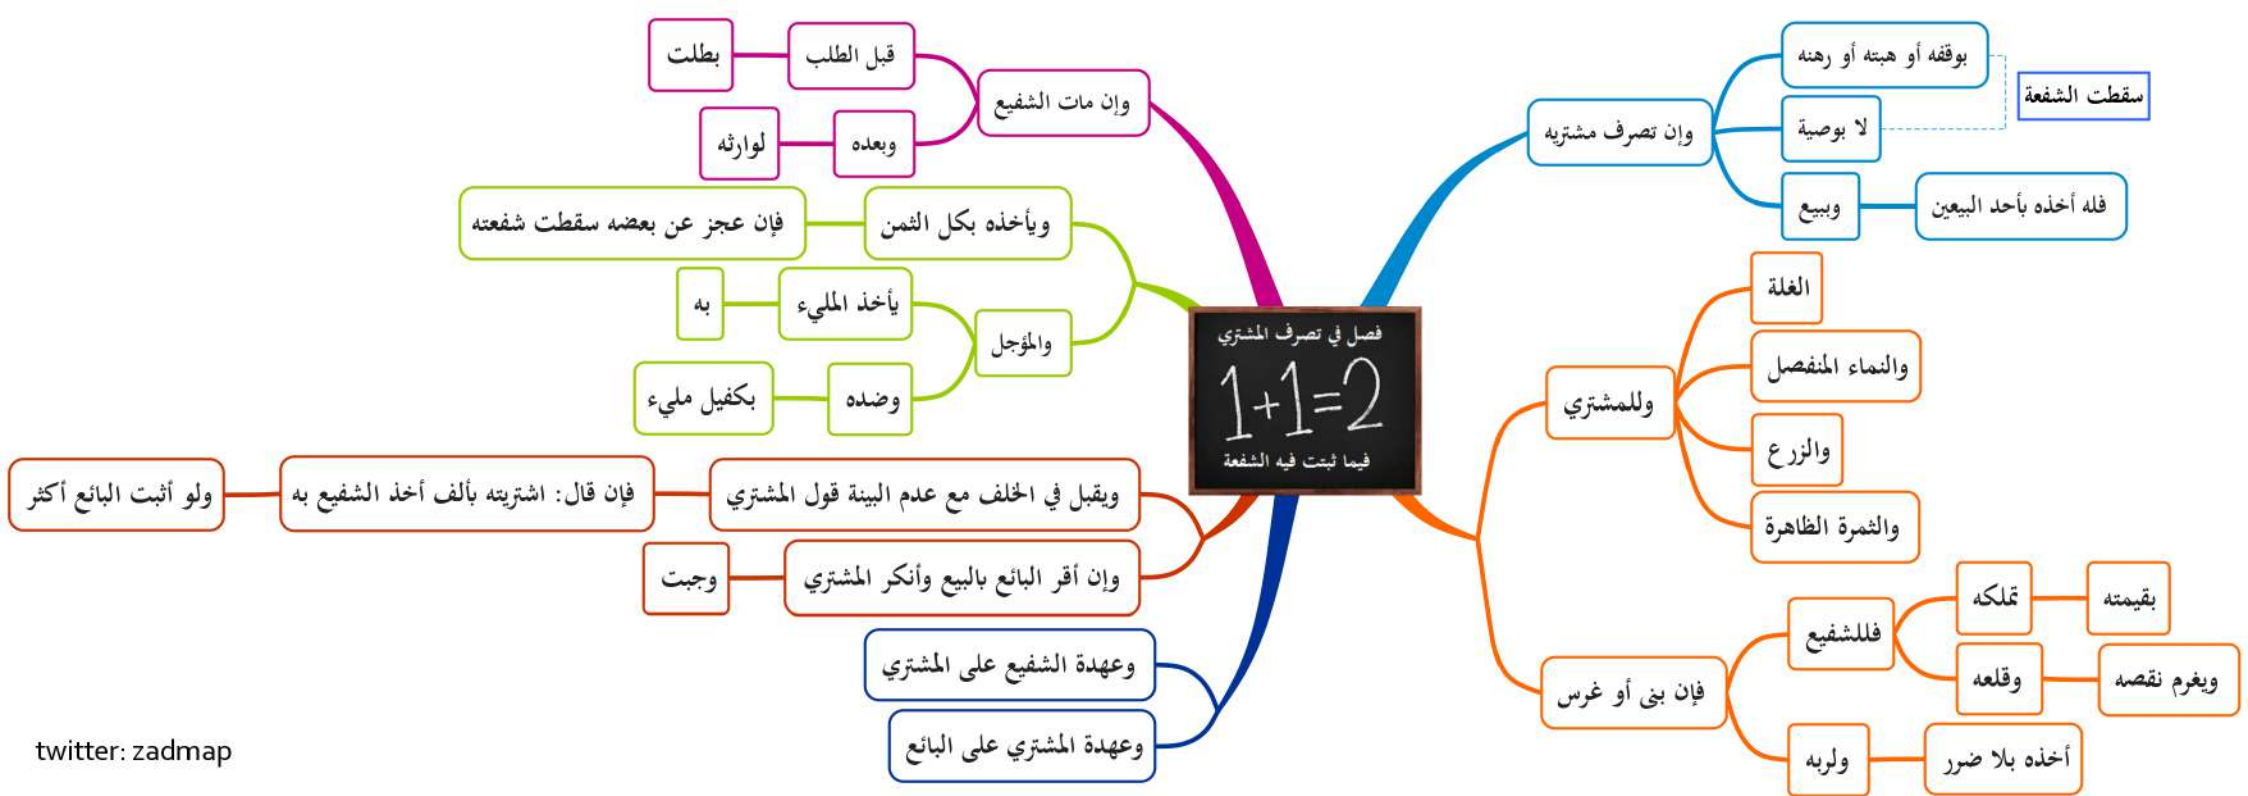 فصل في تصرف المشتري
1+1=2
فيما ثبتت فيه الشفعة
وإن تصرف مشتريه
بوقفه أو هبته أو رهنه
لا بوصية
سقطت الشفعة
وببيع
فله أخذه بأحد البيعين
وللمشتري
الغلة
والنماء المنفصل
والزرع
والثمرة الظاهرة
فإن بنى أو غرس
فللشفيع
تملكه
بقيمته
وقلعه
ويغرم نقصه
ولربه
أخذه بلا ضرر
وإن مات الشفيع
قبل الطلب
بطلت
وبعده
لوارثه
ويأخذه بكل الثمن
فإن عجز عن بعضه سقطت شفعته
والمؤجل
يأخذ المليء
به
وضده
بكفيل مليء
ويقبل في الخلف مع عدم البينة قول المشتري
فإن قال: اشتريته بألف أخذ الشفيع به
ولو أثبت البائع أكثر
وإن أقر البائع بالبيع وأنكر المشتري
وجبت
وعهدة الشفيع على المشتري
وعهدة المشتري على البائع
twitter: zadmap